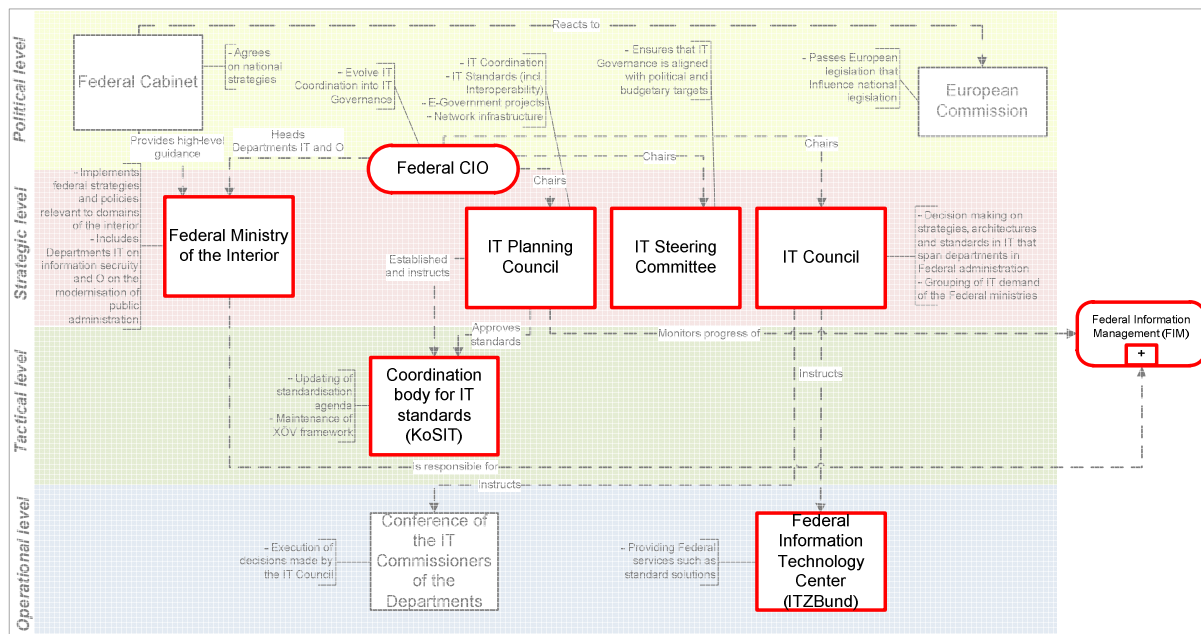 Political level
Strategic level
Tactical level
Operational level
Reacts to
Federal Cabinet
- Agrees
on national
strategies
- Evolve IT
Coordination into IT
Governance
- IT Coordination
- IT Standards (incl.
Interoperability)
- E-Government projects
- Network infrastructure
- Ensures that IT
Governance is aligned
with political and
budgetary targets
- Passes European
legislation that
Influence national
legislation
European
Commission
Provides high-level
guidance
Heads
Departments IT and O
Federal CIO
Chairs
Chairs
Chairs
- Implements
federal strategies
and policies
relevant to domains
of the interior
- Includes
Departments IT on
information secruity
and O on the
modernisation of
public
administration
Federal Ministry
of the Interior
Established
and instructs
IT Planning
Council
IT Steering
Committee
IT Council
- Decision making on
strategies, architectures
and standards in IT that
span departments in
Federal administration
- Grouping of IT demand
of the Federal ministries
Federal Information
Management (FIM)
+
Approves
standards
Monitors progress of
- Updating of
standardisation
agenda
- Maintenance of
XÖV framework
Coordination
body for IT
standards
(KoSIT)
Instructs
is responsible for
Instructs
- Execution of
decisions made by
the IT Council
Conference of
the IT
Commissioners
of the
Departments
- Providing Federal
services such as
standard solutions
Federal
Information
Technology
Center
(ITZBund)